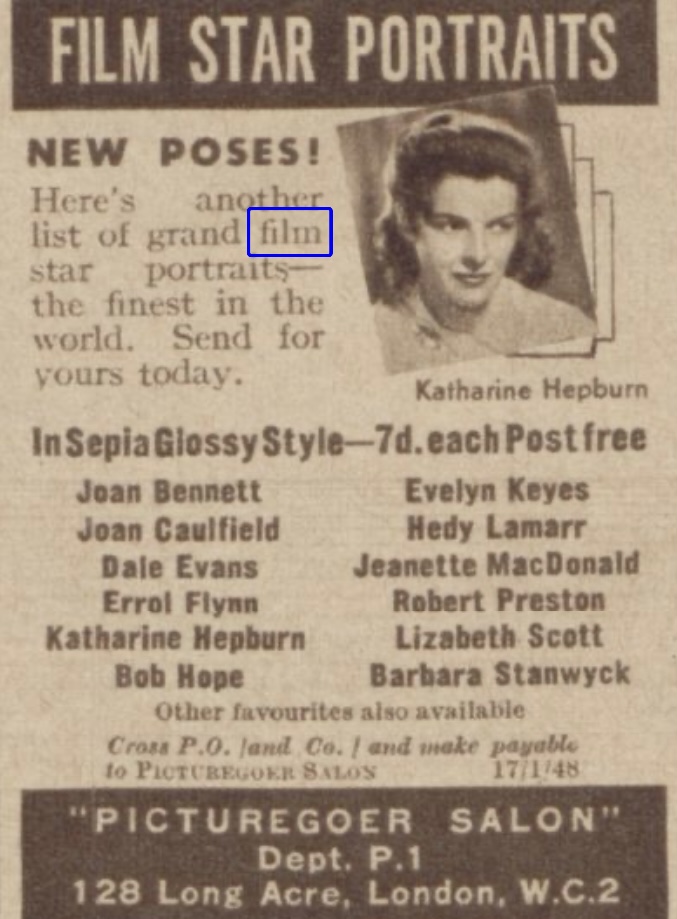 FILM STAR PORTRAITS
NEW POSES!
Here's another
list of grand film
star portraits—
the finest in the
world. Send for
yours today.
Katharine Hepburn
In Sepia Glossy Style—7d. each Post free
Joan Bennett
Joan Caulfield
Dale Evans
Errol Flynn
Katharine Hepburn
Bob Hope
Evelyn Keyes
Hedy Lamarr
Jeanette MacDonald
Robert Preston
Lizabeth Scott
Barbara Stanwyck
Other favourites also available
Cross P.O. /and Co. / and make payable
to PICTUREGOER SALON 17/1/48
"PICTUREGOER SALON"
Dept. P.1
128 Long Acre, London, W.C.2